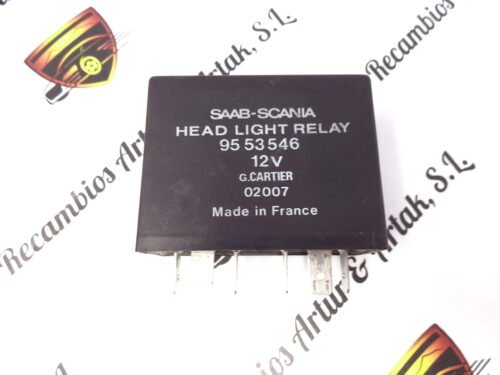 SAAB-SCANIA
HEAD LIGHT RELAY
95 53 546
12V
G.CARTIER
02007
Made in France
Recambios Artur & Artak, S.L.
Recambios Artur & Artak, S.L.